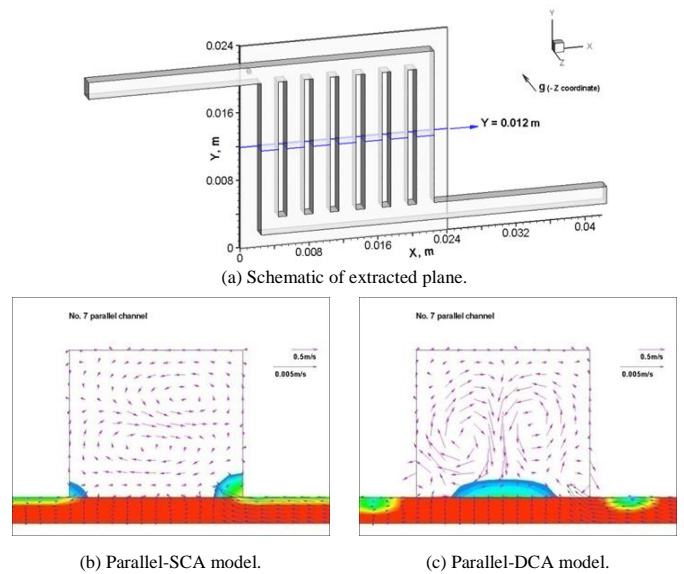 0.024
0.016
0.008
0
Y, m
Y
X
Z
g (- Z coordinate)
Y = 0.012 m
0
0.008
0.016
0.024
0.032
0.04
X, m
(a) Schematic of extracted plane.
No. 7 parallel channel
0.5m/s
0.005m/s
No. 7 parallel channel
0.5m/s
0.005m/s
(b) Parallel-SCA model.
(c) Parallel-DCA model.